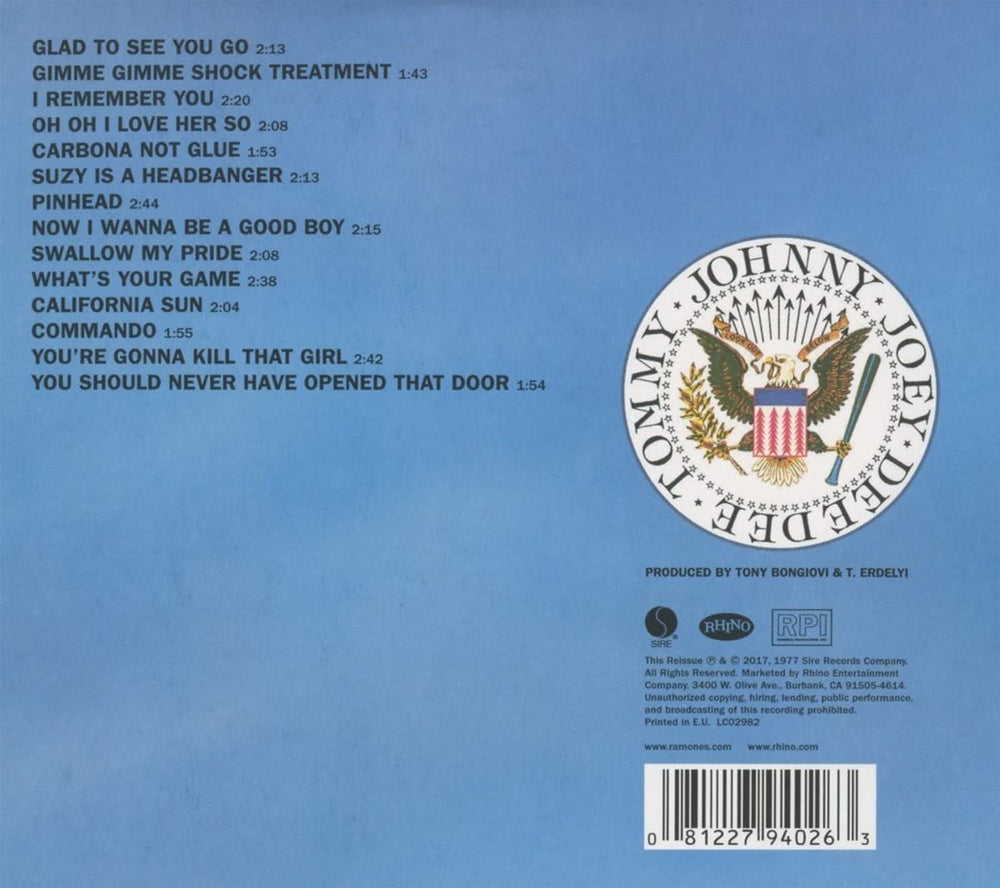 GLAD TO SEE YOU GO 2:13
GIMME GIMME SHOCK TREATMENT 1:43
I REMEMBER YOU 2:20
OH OH I LOVE HER SO 2:08
CARBONA NOT GLUE 1:53
SUZY IS A HEADBANGER 2:13
PINHEAD 2:44
NOW I WANNA BE A GOOD BOY 2:15
SWALLOW MY PRIDE 2:08
WHAT'S YOUR GAME 2:38
CALIFORNIA SUN 2:04
COMMANDO 1:55
YOU'RE GONNA KILL THAT GIRL 2:42
YOU SHOULD NEVER HAVE OPENED THAT DOOR 1:54
JOHNNY · JOEY · DEEDEE · TOMMY ·
LOOK OUT BELOW
PRODUCED BY TONY BONGIOVI & T. ERDELYI
SIRE®
RHINO
RPI
This Reissue ℗ & © 2017, 1977 Sire Records Company.
All Rights Reserved. Marketed by Rhino Entertainment
Company, 3400 W. Olive Ave., Burbank, CA 91505-4614.
Unauthorized copying, hiring, lending, public performance,
and broadcasting of this recording prohibited.
Printed in E.U. LC02982
www.ramones.com www.rhino.com
0 81227 94026 3